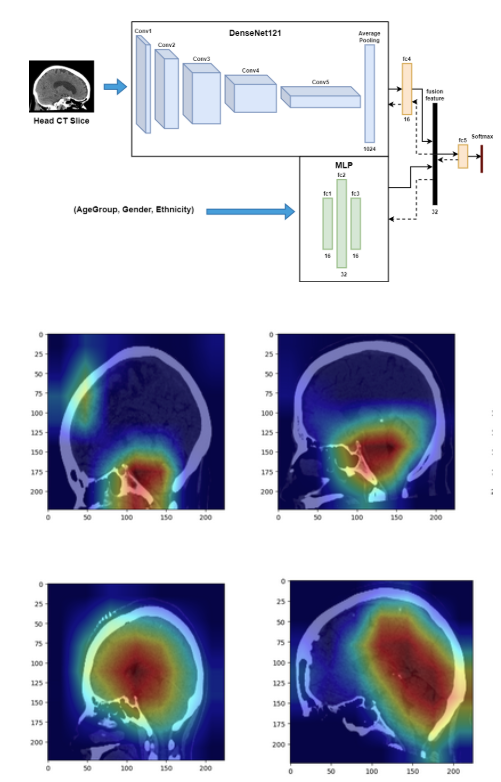 DenseNet121
Conv1
Conv2
Conv3
Conv4
Conv5
Average
Pooling
1024
Head CT Slice
fc4
16
fusion
feature
32
fc5
Softmax
MLP
fc1
fc2
fc3
16
32
16
(AgeGroup, Gender, Ethnicity)
0
25
50
75
100
125
150
175
200
0 50 100 150 200
0
25
50
75
100
125
150
175
200
0 50 100 150 200
0
25
50
75
100
125
150
175
200
0 50 100 150 200
0
25
50
75
100
125
150
175
200
0 50 100 150 200